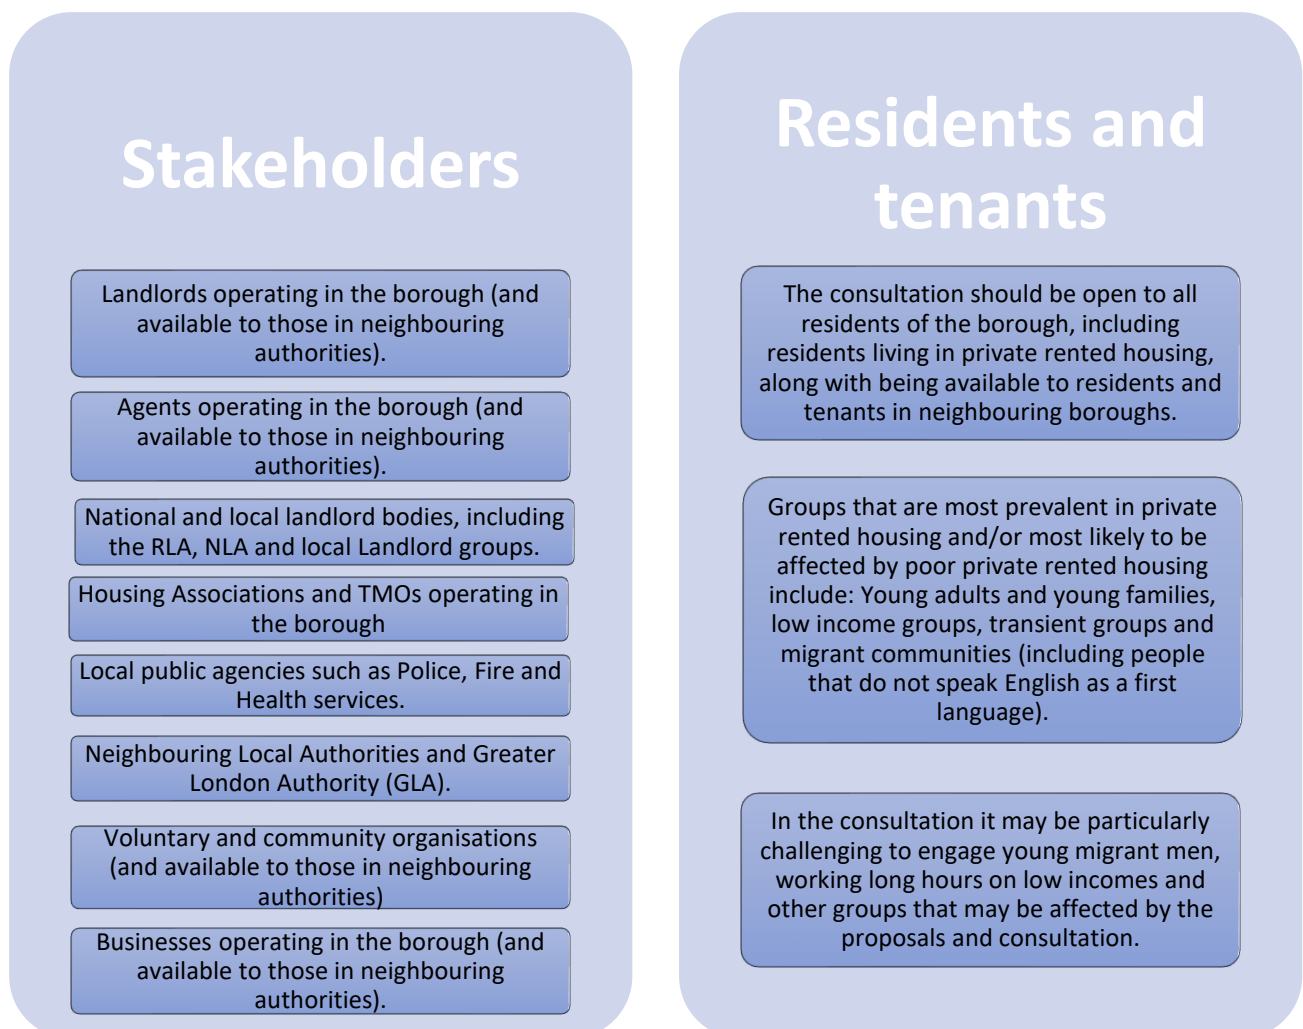 Stakeholders
Landlords operating in the borough (and
available to those in neighbouring
authorities).
Agents operating in the borough (and
available to those in neighbouring
authorities).
National and local landlord bodies, including
the RLA, NLA and local Landlord groups.
Housing Associations and TMOs operating in
the borough
Local public agencies such as Police, Fire and
Health services.
Neighbouring Local Authorities and Greater
London Authority (GLA).
Voluntary and community organisations
(and available to those in neighbouring
authorities)
Businesses operating in the borough (and
available to those in neighbouring
authorities).
Residents and
tenants
The consultation should be open to all
residents of the borough, including
residents living in private rented housing,
along with being available to residents and
tenants in neighbouring boroughs.
Groups that are most prevalent in private
rented housing and/or most likely to be
affected by poor private rented housing
include: Young adults and young families,
low income groups, transient groups and
migrant communities (including people
that do not speak English as a first
language).
In the consultation it may be particularly
challenging to engage young migrant men,
working long hours on low incomes and
other groups that may be affected by the
proposals and consultation.